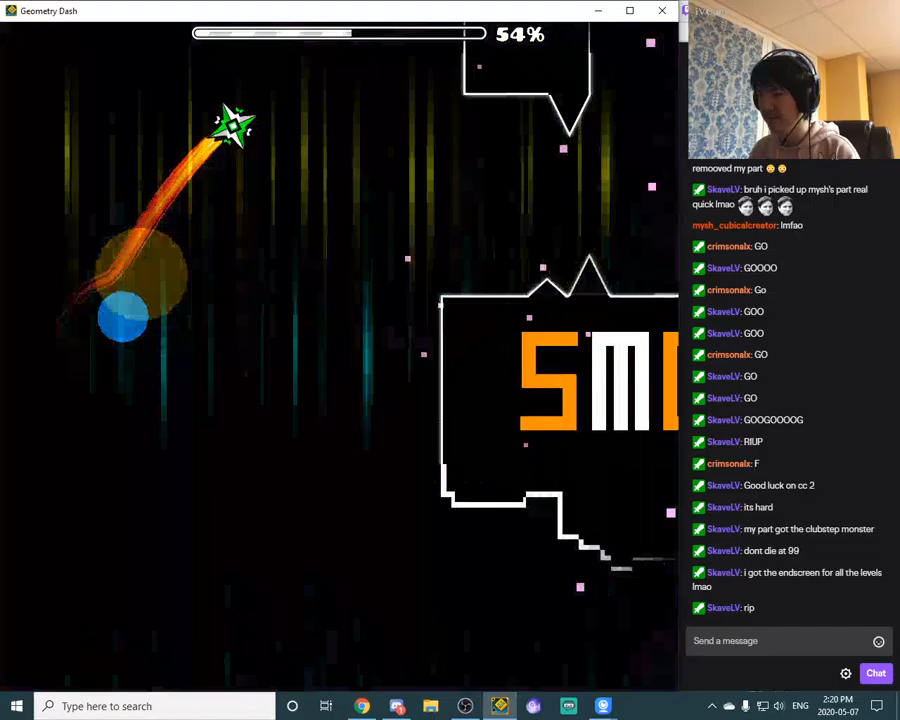 Geometry Dash
iVCam
54%
remooved my part
SkaveLV: bruh i picked up mysh's part real
quick lmao
mysh_cubicalcreator: lmfao
crimsonalx: GO
SkaveLV: GOOOO
crimsonalx: Go
SkaveLV: GOO
SkaveLV: GOO
crimsonalx: GO
SkaveLV: GO
SkaveLV: GO
SkaveLV: GOOGOOOOG
SkaveLV: RIUP
crimsonalx: F
SkaveLV: Good luck on cc 2
SkaveLV: its hard
SkaveLV: my part got the clubstep monster
SkaveLV: dont die at 99
SkaveLV: i got the endscreen for all the levels
lmao
SkaveLV: rip
SM
Send a message
Chat
Type here to search
ENG
2:20 PM
2020-05-07